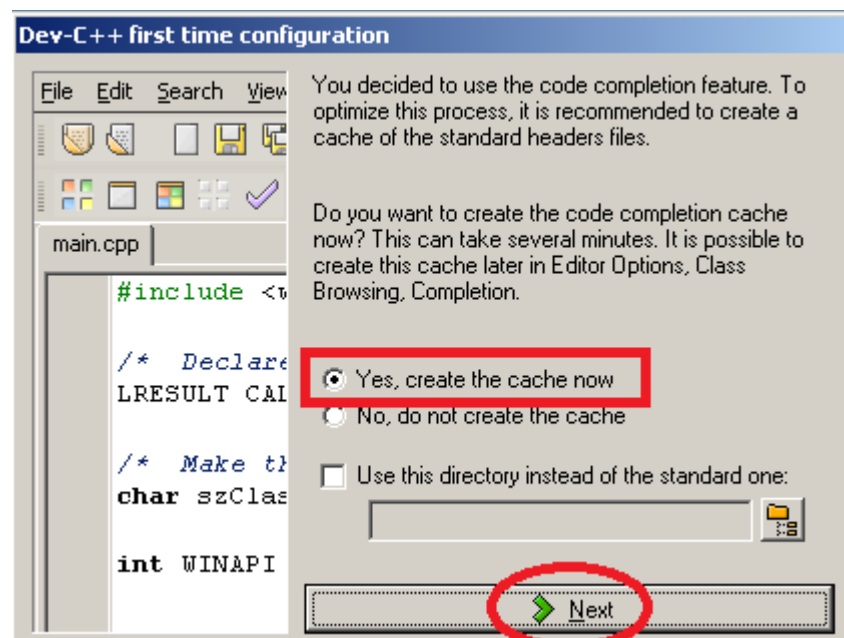 Dev-C++ first time configuration
File Edit Search View
main.cpp
#include <w
/* Declare
LRESULT CAL
/* Make th
char szClas
int WINAPI
You decided to use the code completion feature. To
optimize this process, it is recommended to create a
cache of the standard headers files.
Do you want to create the code completion cache
now? This can take several minutes. It is possible to
create this cache later in Editor Options, Class
Browsing, Completion.
Yes, create the cache now
No, do not create the cache
Use this directory instead of the standard one:
Next